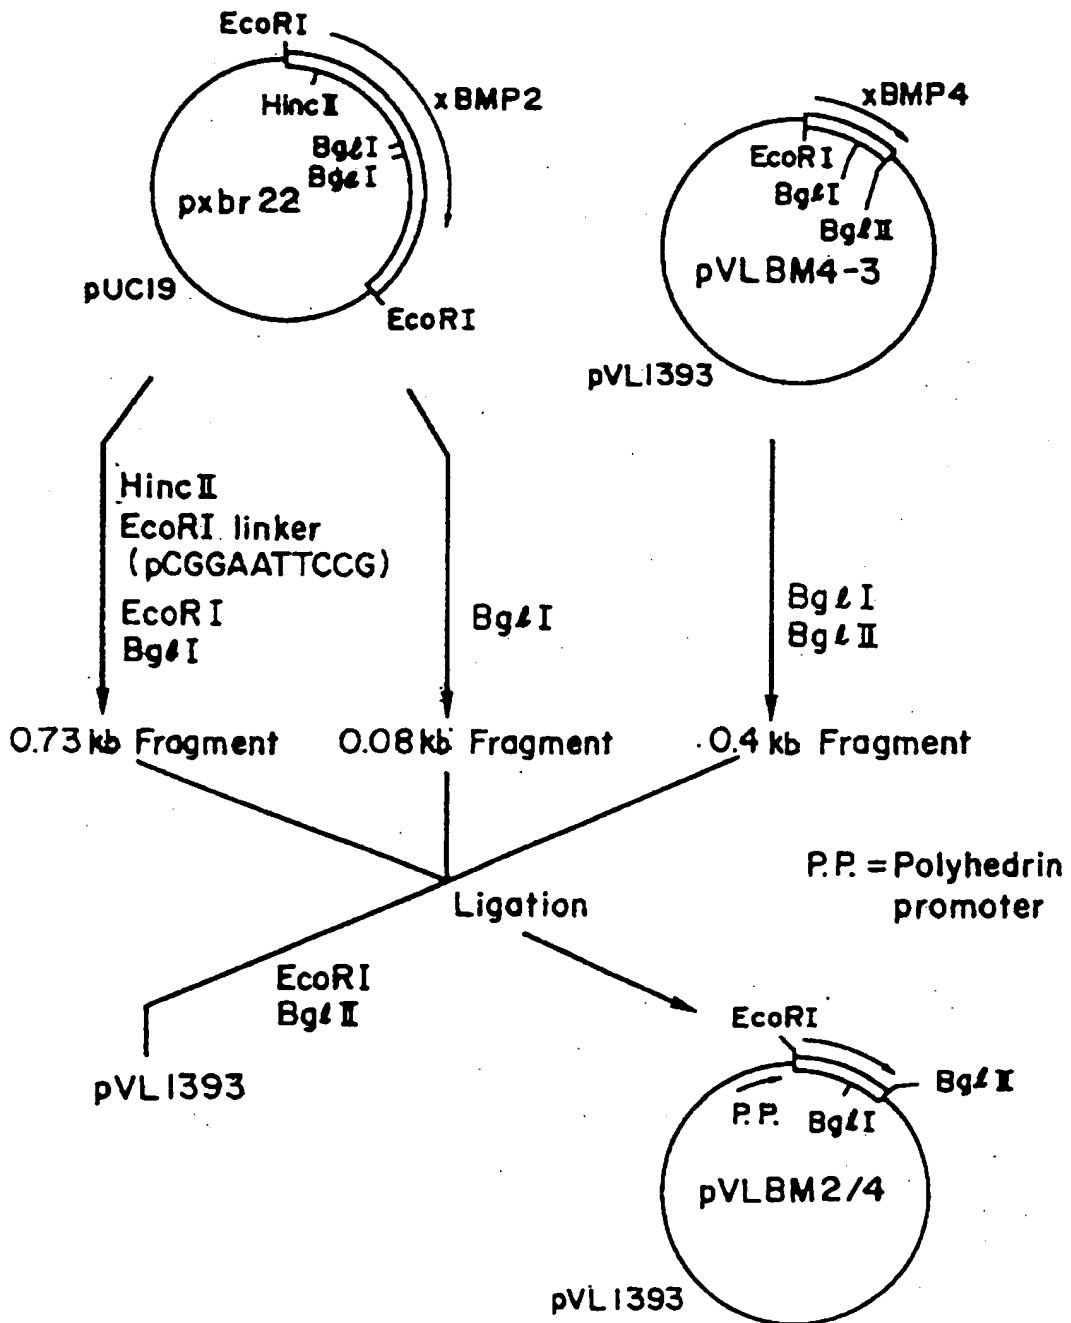 EcoRI
HincII
xBMP2
BglI
BglI
pxbr22
pUC19
EcoRI
xBMP4
EcoRI
BglI
BglII
pVLBM4-3
pVL1393
HincII
EcoRI linker
(pCGGAATTCCG)
EcoRI
BglI
BglI
BglI
BglII
0.73 kb Fragment
0.08 kb Fragment
0.4 kb Fragment
Ligation
P.P. = Polyhedrin
promoter
EcoRI
BglII
pVL1393
EcoRI
BglII
P.P.
BglI
pVLBM2/4
pVL1393